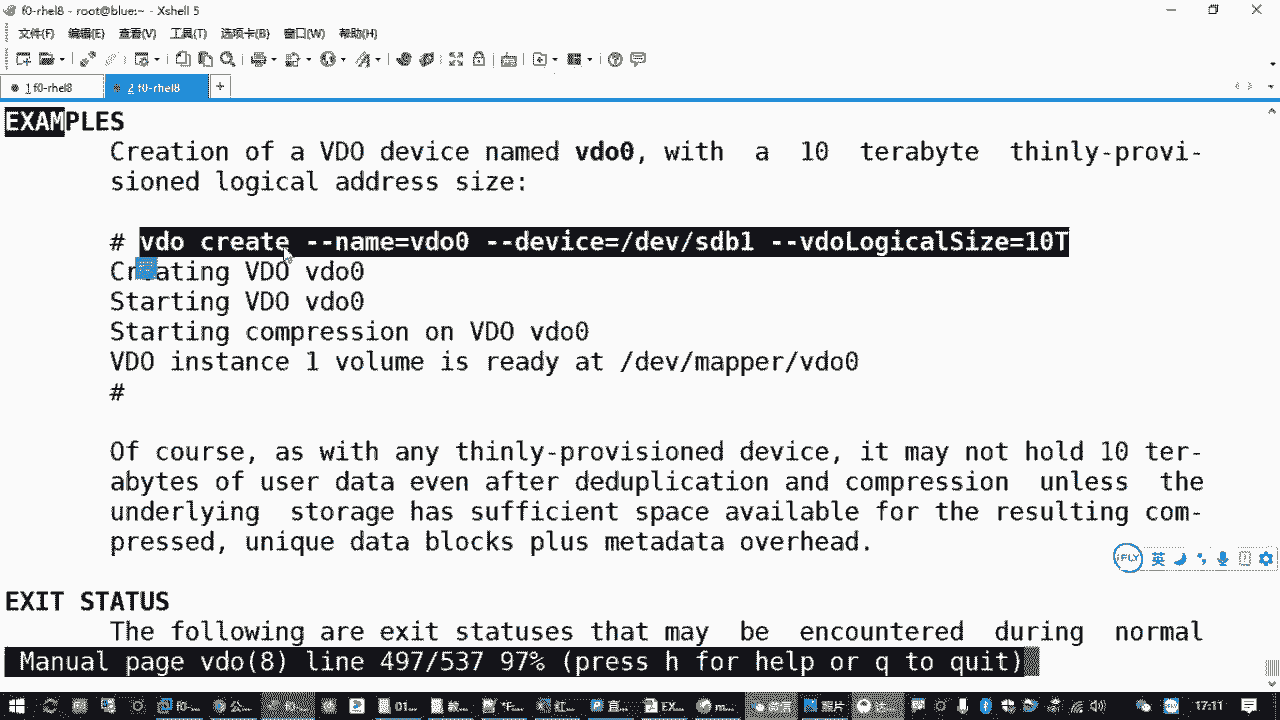 f0-rhel8 - root@blue:~ - Xshell 5
文件(F) 编辑(E) 查看(V) 工具(T) 选项卡(B) 窗口(W) 帮助(H)
1 f0-rhel8 2 f0-rhel8 +
EXAMPLES
Creation of a VDO device named vdo0, with a 10 terabyte thinly-provi-
sioned logical address size:
# vdo create --name=vdo0 --device=/dev/sdb1 --vdoLogicalSize=10T
Creating VDO vdo0
Starting VDO vdo0
Starting compression on VDO vdo0
VDO instance 1 volume is ready at /dev/mapper/vdo0
#
Of course, as with any thinly-provisioned device, it may not hold 10 ter-
abytes of user data even after deduplication and compression unless the
underlying storage has sufficient space available for the resulting com-
pressed, unique data blocks plus metadata overhead.
iFLY 英
EXIT STATUS
The following are exit statuses that may be encountered during normal
Manual page vdo(8) line 497/537 97% (press h for help or q to quit)
17:11